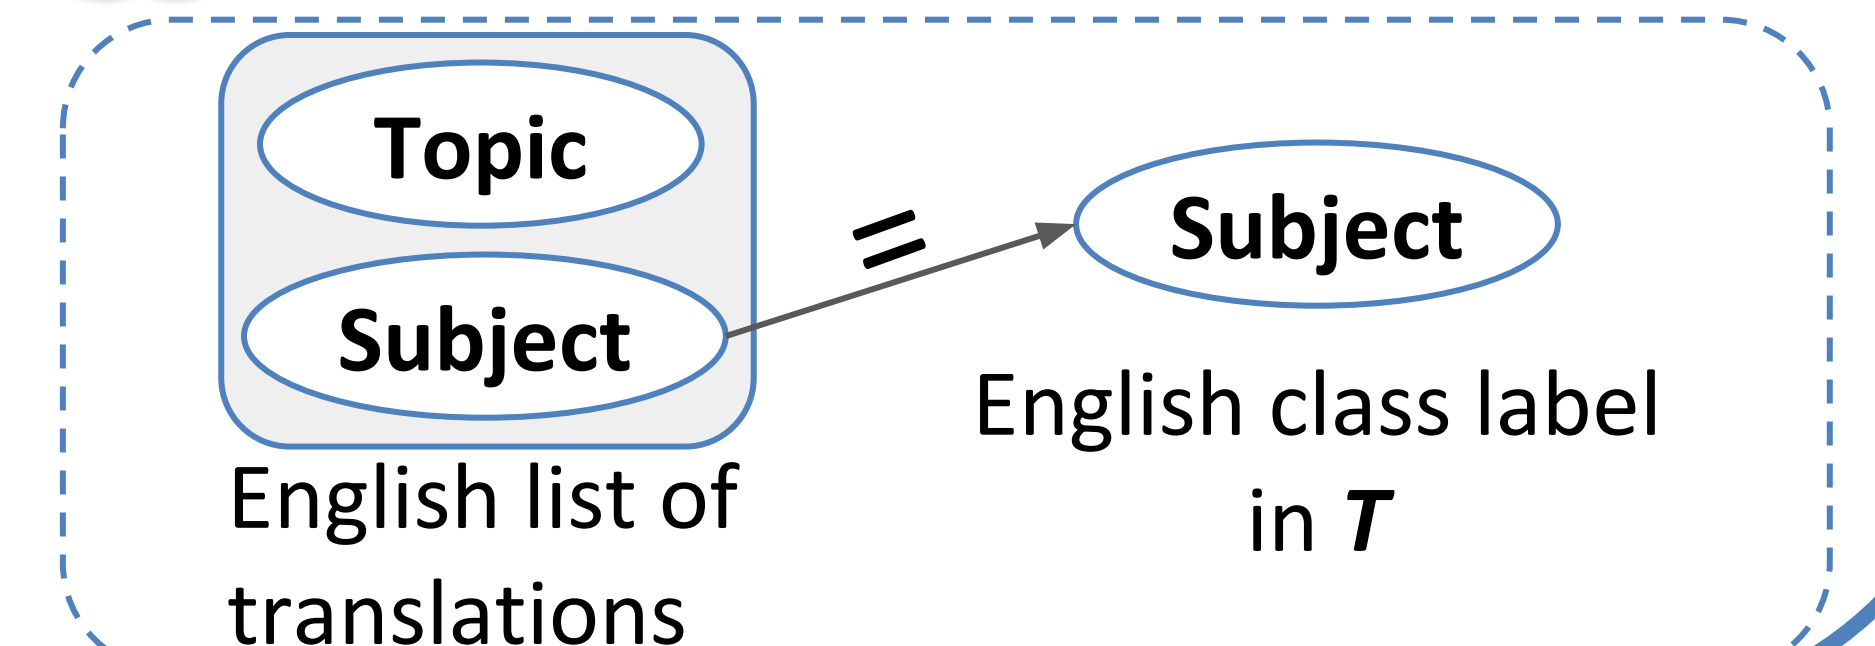 Topic
Subject
English list of
translations
=
Subject
English class label
in T